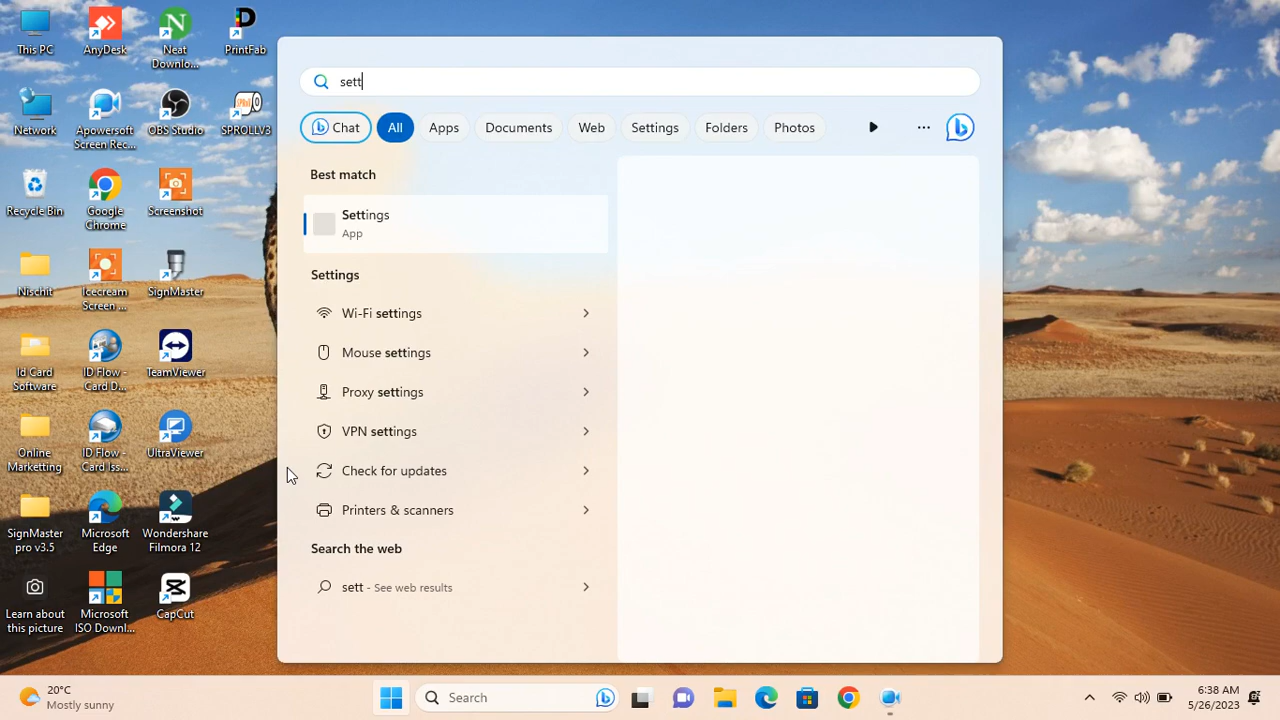 This PC
AnyDesk
Neat
Downlo...
PrintFab
Network
Apowersoft
Screen Rec...
OBS Studio
SPROLLV3
Recycle Bin
Google
Chrome
Screenshot
Nischit
Icecream
Screen ...
SignMaster
Id Card
Software
ID Flow -
Card D...
TeamViewer
Online
Marketting
ID Flow -
Card Iss...
UltraViewer
SignMaster
pro v3.5
Microsoft
Edge
Wondershare
Filmora 12
Learn about
this picture
Microsoft
ISO Downl...
CapCut
sett
Chat
All
Apps
Documents
Web
Settings
Folders
Photos
Best match
Settings
App
Settings
Wi-Fi settings
Mouse settings
Proxy settings
VPN settings
Check for updates
Printers & scanners
Search the web
sett - See web results
20°C
Mostly sunny
Search
6:38 AM
5/26/2023